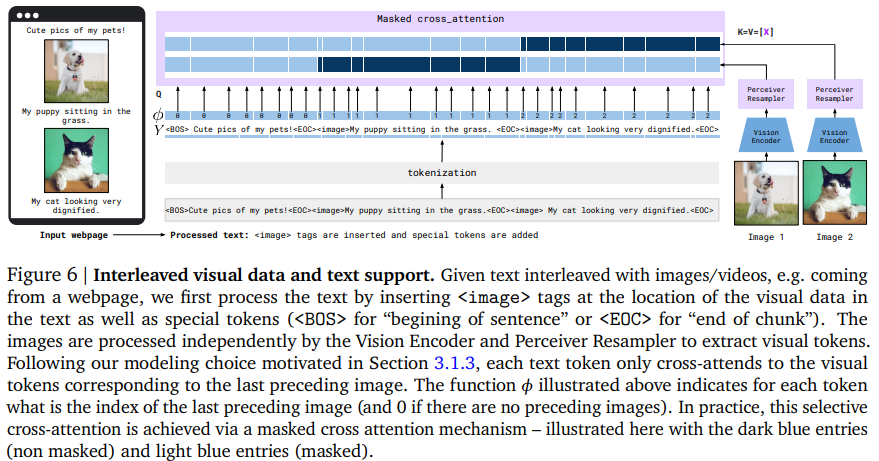 Masked cross_attention
Cute pics of my pets!
K=V=[X]
Q
Perceiver Resampler
Perceiver Resampler
My puppy sitting in the
grass.
ϕ
0 0 0 0 0 0 0 0 1 1 1 1 1 1 1 1 1 1 2 2 2 2 2 2 2 2 2 2
Y
<BOS> Cute pics of my pets!<EOC><image>My puppy sitting in the grass. <EOC><image>My cat looking very dignified.<EOC>
Vision Encoder
Vision Encoder
tokenization
My cat looking very
dignified.
<BOS>Cute pics of my pets!<EOC><image>My puppy sitting in the grass.<EOC><image> My cat looking very dignified.<EOC>
Image 1
Image 2
Input webpage
Processed text: <image> tags are inserted and special tokens are added
Figure 6 | Interleaved visual data and text support. Given text interleaved with images/videos, e.g. coming
from a webpage, we first process the text by inserting <image> tags at the location of the visual data in
the text as well as special tokens (<BOS> for “begining of sentence” or <EOC> for “end of chunk”). The
images are processed independently by the Vision Encoder and Perceiver Resampler to extract visual tokens.
Following our modeling choice motivated in Section 3.1.3, each text token only cross-attends to the visual
tokens corresponding to the last preceding image. The function ϕ illustrated above indicates for each token
what is the index of the last preceding image (and 0 if there are no preceding images). In practice, this selective
cross-attention is achieved via a masked cross attention mechanism – illustrated here with the dark blue entries
(non masked) and light blue entries (masked).